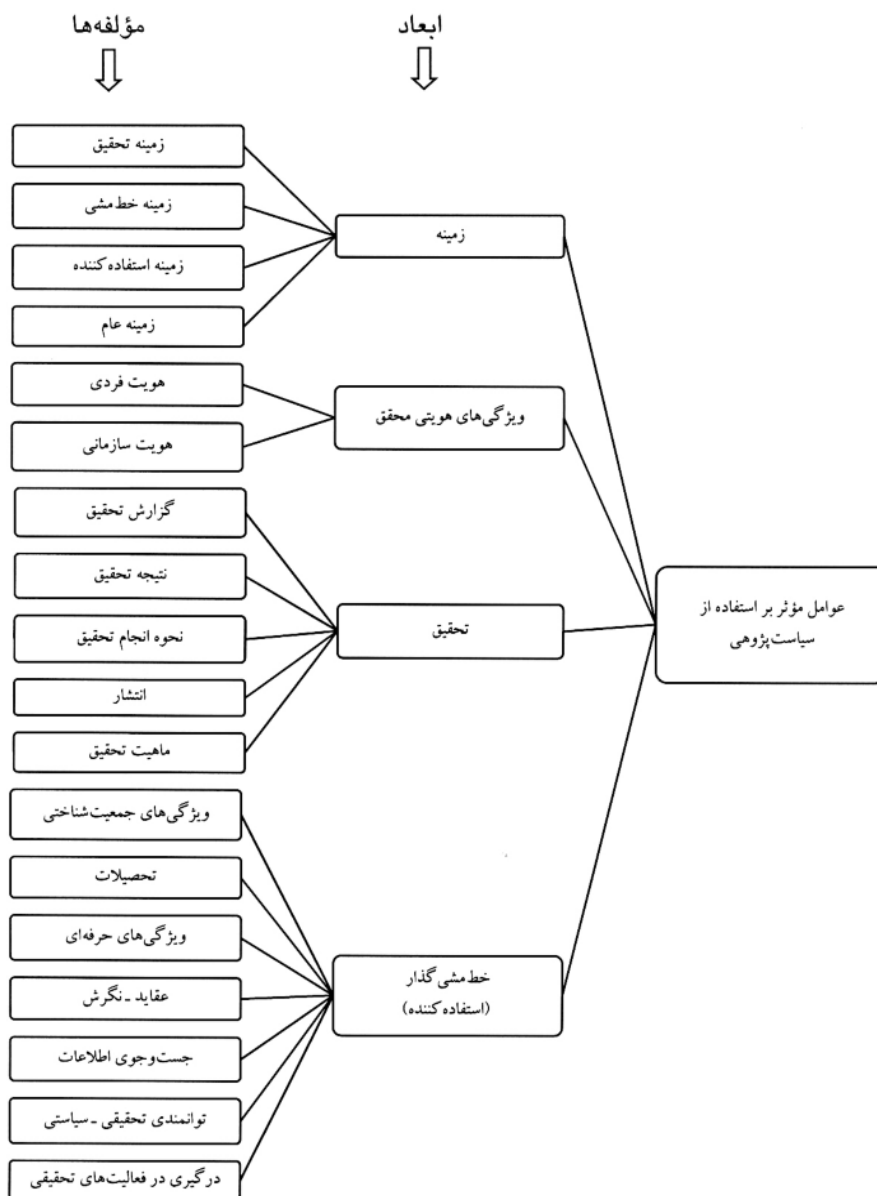 ابعاد
مؤلفه‌ها
عوامل مؤثر بر استفاده از
سیاست‌پژوهی
زمینه
زمینه تحقیق
زمینه خط‌مشی
زمینه استفاده‌کننده
زمینه عام
ویژگی‌های هویتی محقق
هویت فردی
هویت سازمانی
تحقیق
گزارش تحقیق
نتیجه تحقیق
نحوه انجام تحقیق
انتشار
ماهیت تحقیق
خط‌مشی‌گذار
(استفاده‌کننده)
ویژگی‌های جمعیت‌شناختی
تحصیلات
ویژگی‌های حرفه‌ای
عقاید ـ نگرش
جست‌وجوی اطلاعات
توانمندی تحقیقی ـ سیاستی
درگیری در فعالیت‌های تحقیقی